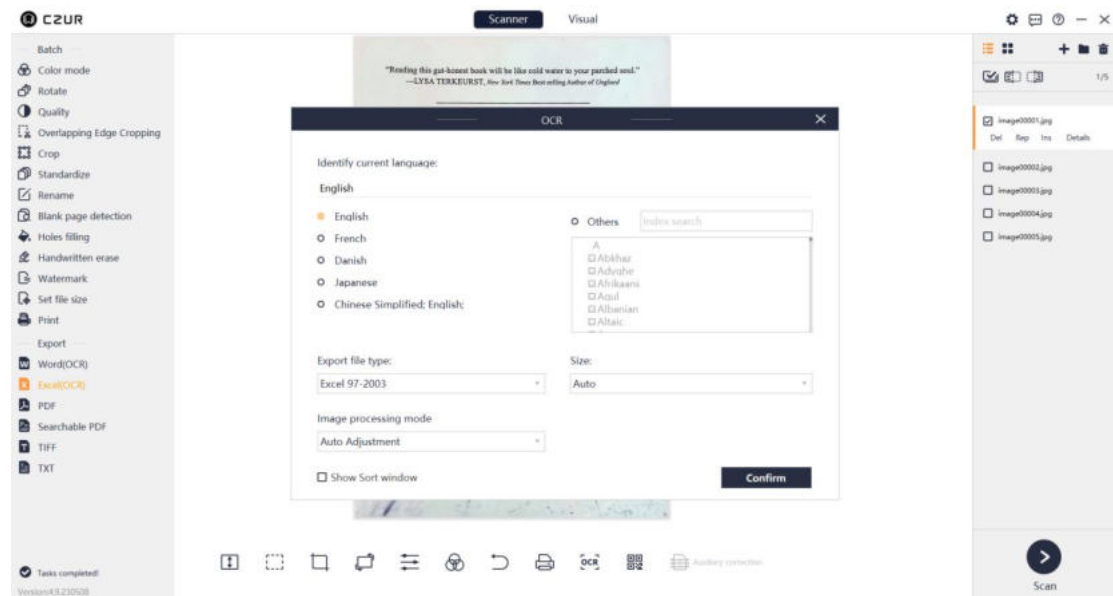 CZUR
Scanner
Visual
Batch
Color mode
Rotate
Quality
Overlapping Edge Cropping
Crop
Standardize
Rename
Blank page detection
Holes filling
Handwritten erase
Watermark
Set file size
Print
Export
Word(OCR)
Excel(OCR)
PDF
Searchable PDF
TIFF
TXT
Tasks completed!
Version:4.9.230508
"Reading this gut-honest book will be like cold water to your parched soul."
—LYSA TERKEURST, New York Times Best-selling Author of
OCR
Identify current language:
English
English
French
Danish
Japanese
Chinese Simplified; English;
Others
Index search
A
Abkhaz
Adyghe
Afrikaans
Agul
Albanian
Altaic
Export file type:
Excel 97-2003
Size:
Auto
Image processing mode
Auto Adjustment
Show Sort window
Confirm
OCR
Auxiliary correction
1/5
image00001.jpg
Del Rep Ins Details
image00002.jpg
image00003.jpg
image00004.jpg
image00005.jpg
Scan